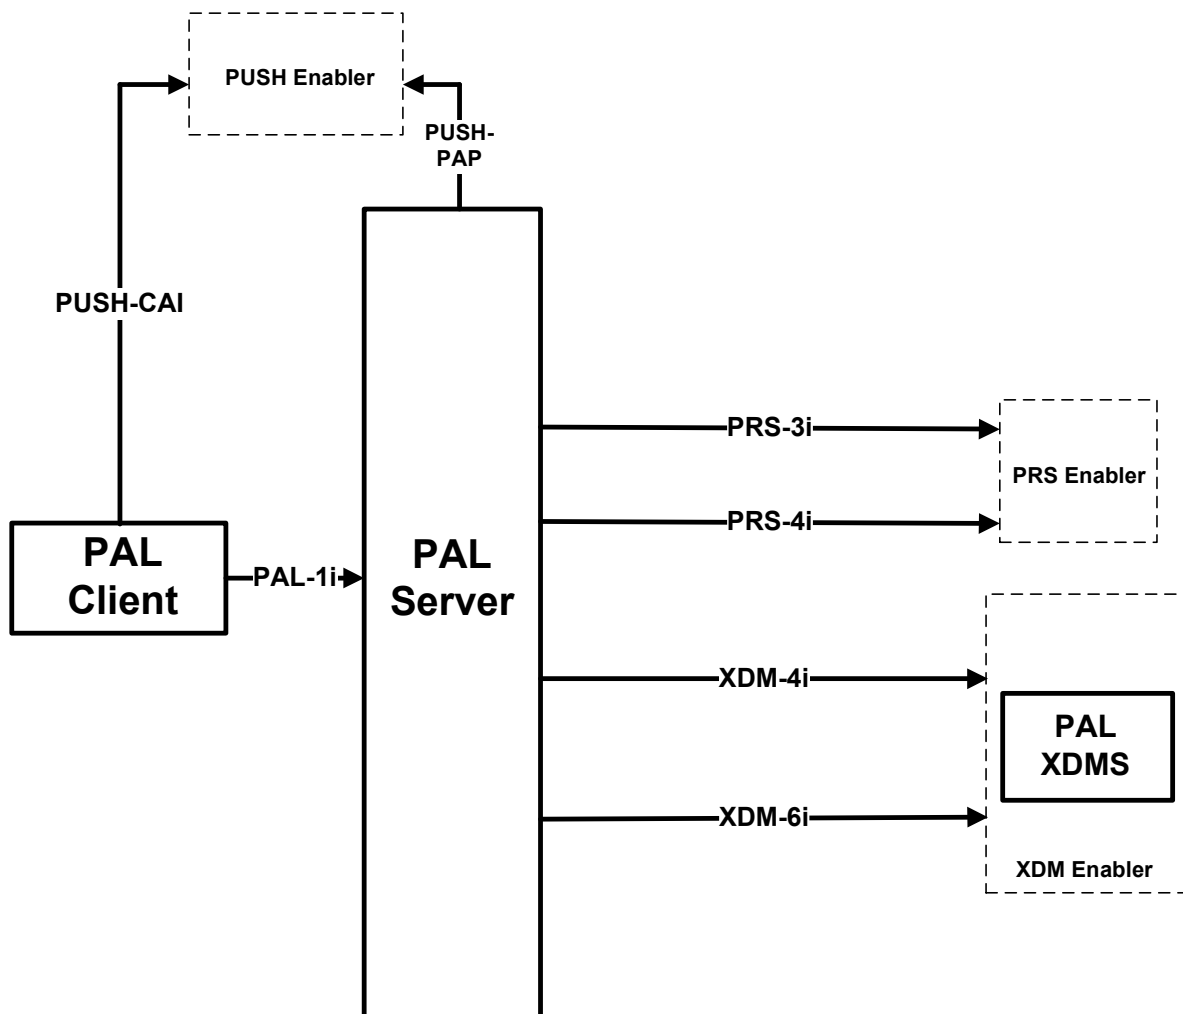 PUSH Enabler
PUSH-
PAP
PUSH-CAI
PRS-3i
PRS Enabler
PRS-4i
PAL
Client
PAL-1i
PAL
Server
XDM-4i
PAL
XDMS
XDM-6i
XDM Enabler